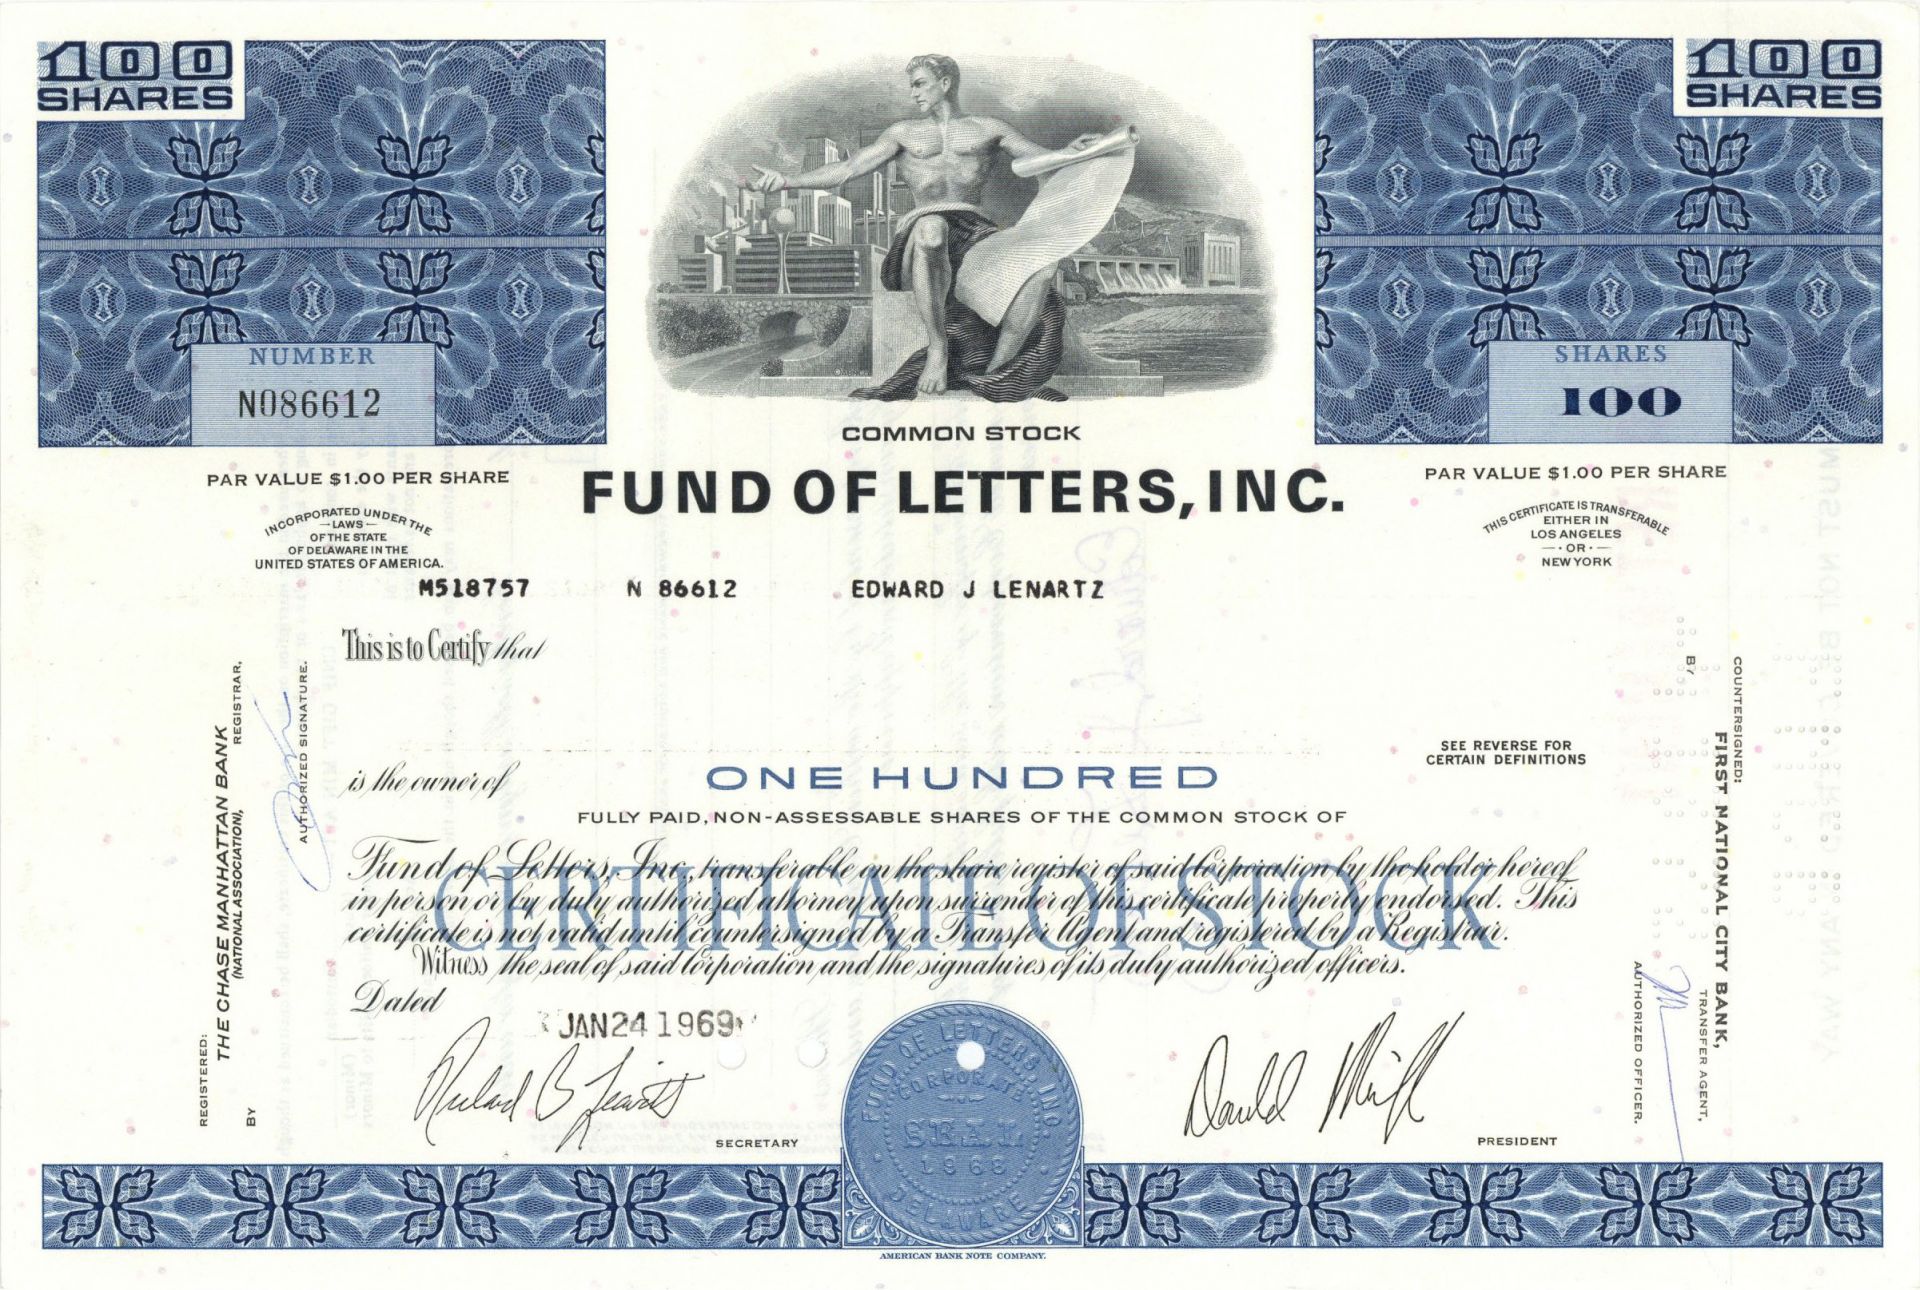 100
SHARES
100
SHARES
NUMBER
N086612
SHARES
100
COMMON STOCK
FUND OF LETTERS, INC.
PAR VALUE $1.00 PER SHARE
PAR VALUE $1.00 PER SHARE
INCORPORATED UNDER THE
—LAWS—
OF THE STATE
OF DELAWARE IN THE
UNITED STATES OF AMERICA.
THIS CERTIFICATE IS TRANSFERABLE
EITHER IN
LOS ANGELES
—·OR·—
NEW YORK
M518757 N 86612 EDWARD J LENARTZ
This is to Certify that
SEE REVERSE FOR
CERTAIN DEFINITIONS
is the owner of
ONE HUNDRED
FULLY PAID, NON-ASSESSABLE SHARES OF THE COMMON STOCK OF
CERTIFICATE OF STOCK
Fund of Letters, Inc., transferable on the share register of said Corporation by the holder hereof
in person or by duly authorized attorney upon surrender of this certificate properly endorsed. This
certificate is not valid until countersigned by a Transfer Agent and registered by a Registrar.
Witness the seal of said Corporation and the signatures of its duly authorized officers.
Dated
JAN 24 1969
REGISTERED:
THE CHASE MANHATTAN BANK
(NATIONAL ASSOCIATION),
REGISTRAR,
BY
AUTHORIZED SIGNATURE.
COUNTERSIGNED:
FIRST NATIONAL CITY BANK,
TRANSFER AGENT,
BY
AUTHORIZED OFFICER.
SECRETARY
PRESIDENT
FUND OF LETTERS, INC.
CORPORATE
SEAL
1968
DELAWARE
AMERICAN BANK NOTE COMPANY.